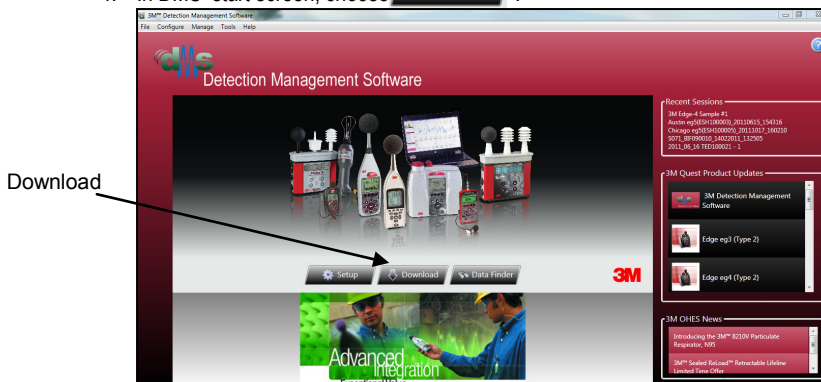 In DMS start screen, choose .
3M™ Detection Management Software
File Configure Manage Tools Help
dms
Detection Management Software
Recent Sessions
3M Edge-4 Sample #1
Austin eg5(ESH100003)_20110615_154316
Chicago eg5(ESH100005)_20111017_160210
S071_BIF090010_14022011_132505
2011_06_16 TED100021 - 1
3M Quest Product Updates
3M Detection Management
Software
Edge eg3 (Type 2)
Edge eg4 (Type 2)
Download
Setup Download Data Finder
3M
3M OHES News
Introducing the 3M™ 8210V Particulate
Respirator, N95
3M™ Sealed ReLoad™ Retractable Lifeline
Limited Time Offer
Advanced
Integration